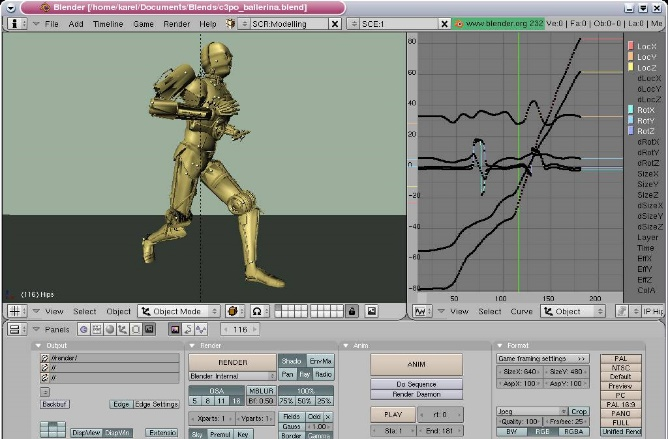 Blender [/home/karel/Documents/Blends/c3po_ballerina.blend]
File Add Timeline Game Render Help SCR:Modelling SCE:1 www.blender.org 232 Ve:0 | Fa:0 | Ob:0-0 | La:0 | Me
80
60
40
20
0
-20
-40
-60
-80
50 100 150 200
LocX
LocY
LocZ
dLocX
dLocY
dLocZ
RotX
RotY
RotZ
dRotX
dRotY
dRotZ
SizeX
SizeY
SizeZ
dSizeX
dSizeY
dSizeZ
Layer
Time
EffX
EffY
EffZ
ColA
(116) Hips
View Select Object Object Mode
View Select Curve Object
Panels 116
Output
//render/
//
//
Backbuf Edge Edge Settings
DispView DispWin Extensio
Render
RENDER
Blender Internal
OSA
5 8 11 16
MBLUR
Bf: 0.50
Xparts: 1 Yparts: 1
Sky Premul Key
Shado EnvMa
Pan Ray Radio
100%
75% 50% 25%
Fields Odd x
Gauss 1.00
Border Gamma
Anim
ANIM
Do Sequence
Render Daemon
PLAY rt: 0
Sta: 1 End: 181
Format
Game framing settings >>
SizeX: 640 SizeY: 480
AspX: 100 AspY: 100
Jpeg Crop
Quality: 100 Frs/sec: 25
BW RGB RGBA
PAL
NTSC
Default
Preview
PC
PAL 16:9
PANO
FULL
Unified Rend